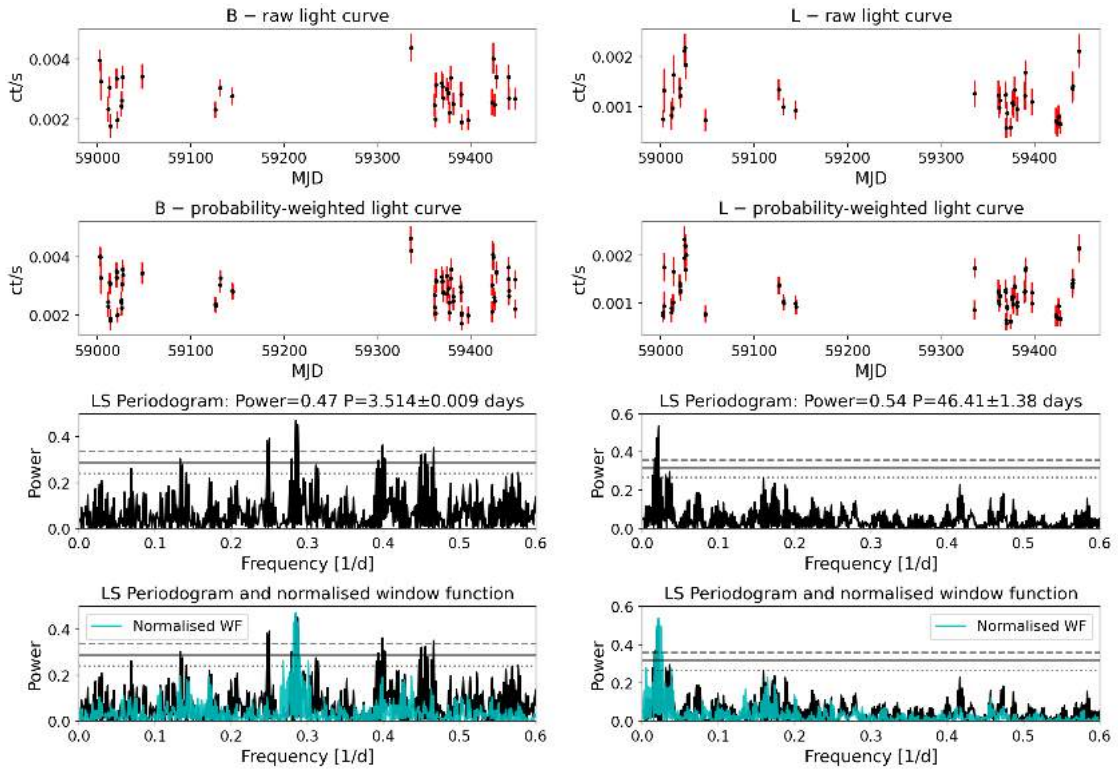 B − raw light curve
ct/s
0.004
0.002
59000 59100 59200 59300 59400
MJD
L − raw light curve
ct/s
0.002
0.001
59000 59100 59200 59300 59400
MJD
B − probability-weighted light curve
ct/s
0.004
0.002
59000 59100 59200 59300 59400
MJD
L − probability-weighted light curve
ct/s
0.002
0.001
59000 59100 59200 59300 59400
MJD
LS Periodogram: Power=0.47 P=3.514±0.009 days
Power
0.4
0.2
0.0
0.0 0.1 0.2 0.3 0.4 0.5 0.6
Frequency [1/d]
LS Periodogram: Power=0.54 P=46.41±1.38 days
Power
0.6
0.4
0.2
0.0
0.0 0.1 0.2 0.3 0.4 0.5 0.6
Frequency [1/d]
LS Periodogram and normalised window function
Normalised WF
Power
0.4
0.2
0.0
0.0 0.1 0.2 0.3 0.4 0.5 0.6
Frequency [1/d]
LS Periodogram and normalised window function
Normalised WF
Power
0.6
0.4
0.2
0.0
0.0 0.1 0.2 0.3 0.4 0.5 0.6
Frequency [1/d]